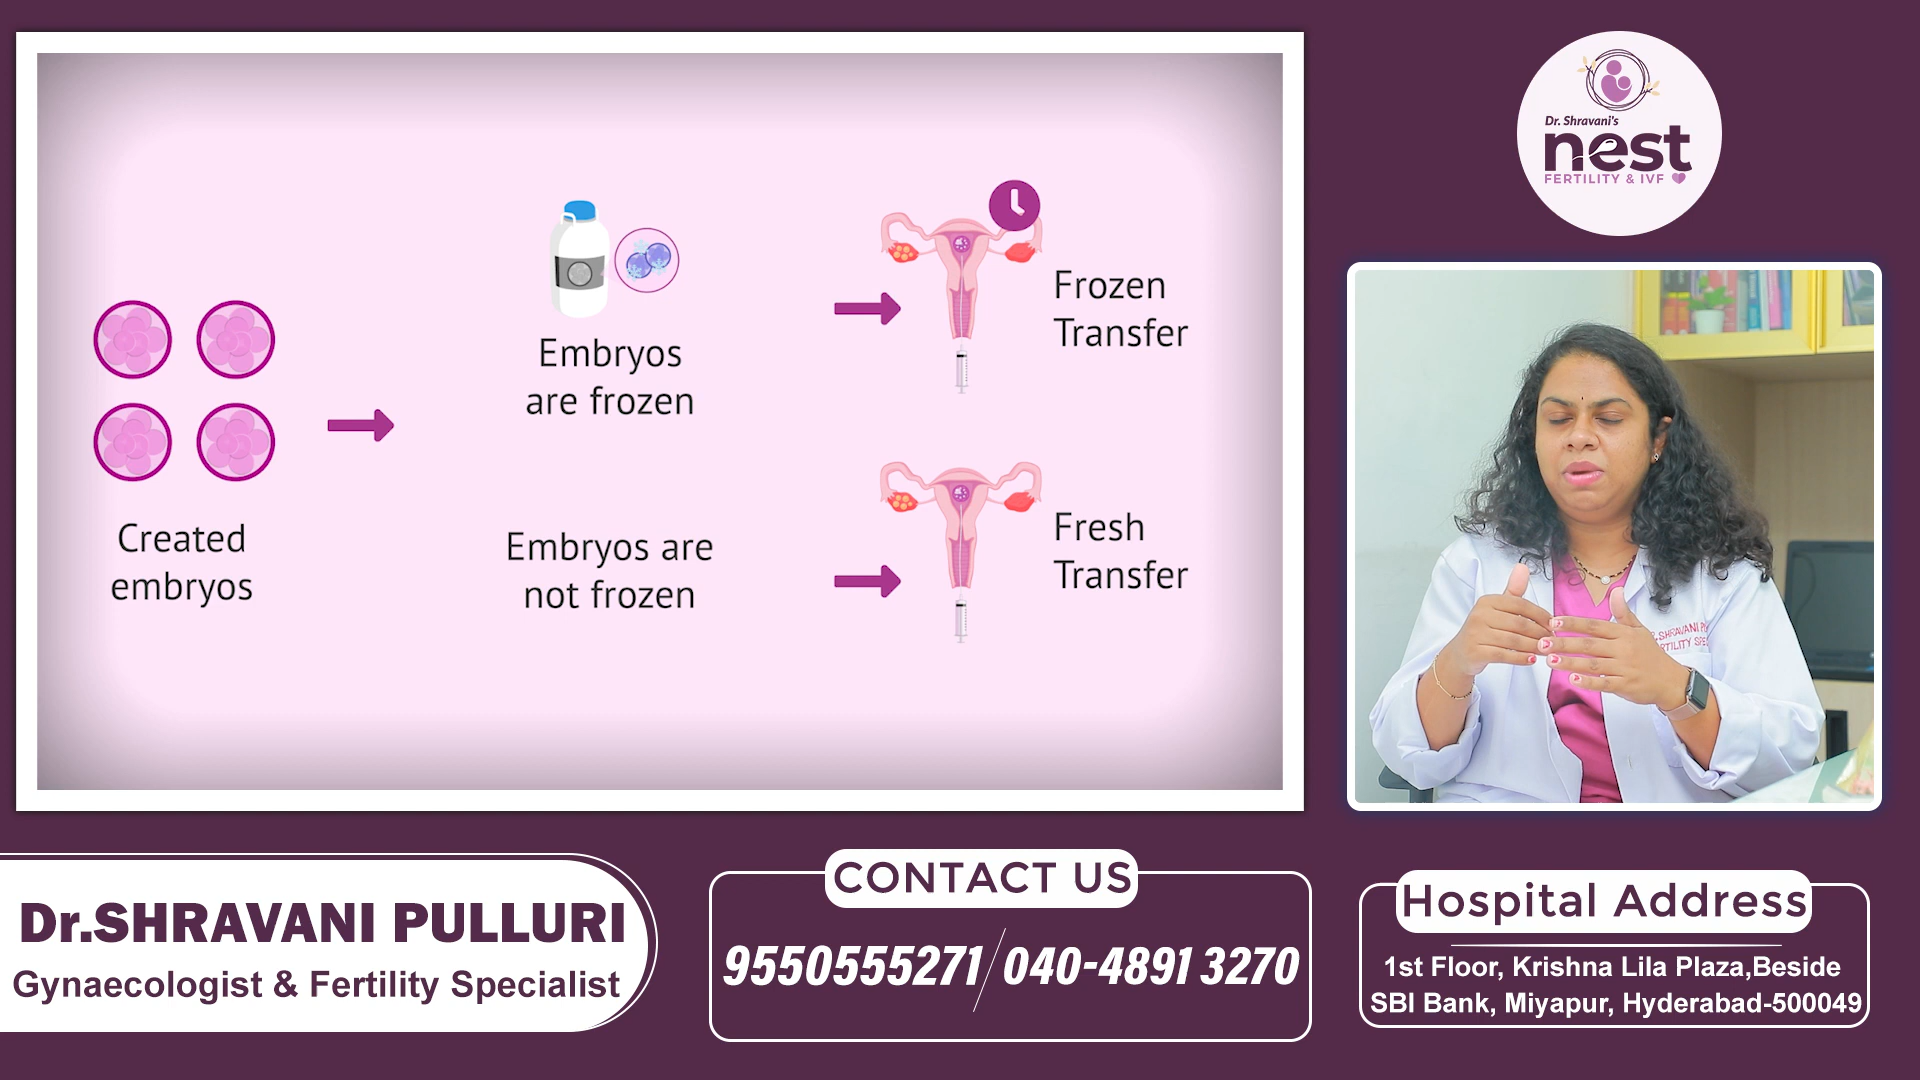 Created
embryos
Embryos
are frozen
Embryos are
not frozen
Frozen
Transfer
Fresh
Transfer
Dr. Shravani's
nest
FERTILITY & IVF
SHRAVANI
Dr.SHRAVANI PULLURI
Gynaecologist & Fertility Specialist
CONTACT US
9550555271/040-4891 3270
Hospital Address
1st Floor, Krishna Lila Plaza,Beside
SBI Bank, Miyapur, Hyderabad-500049